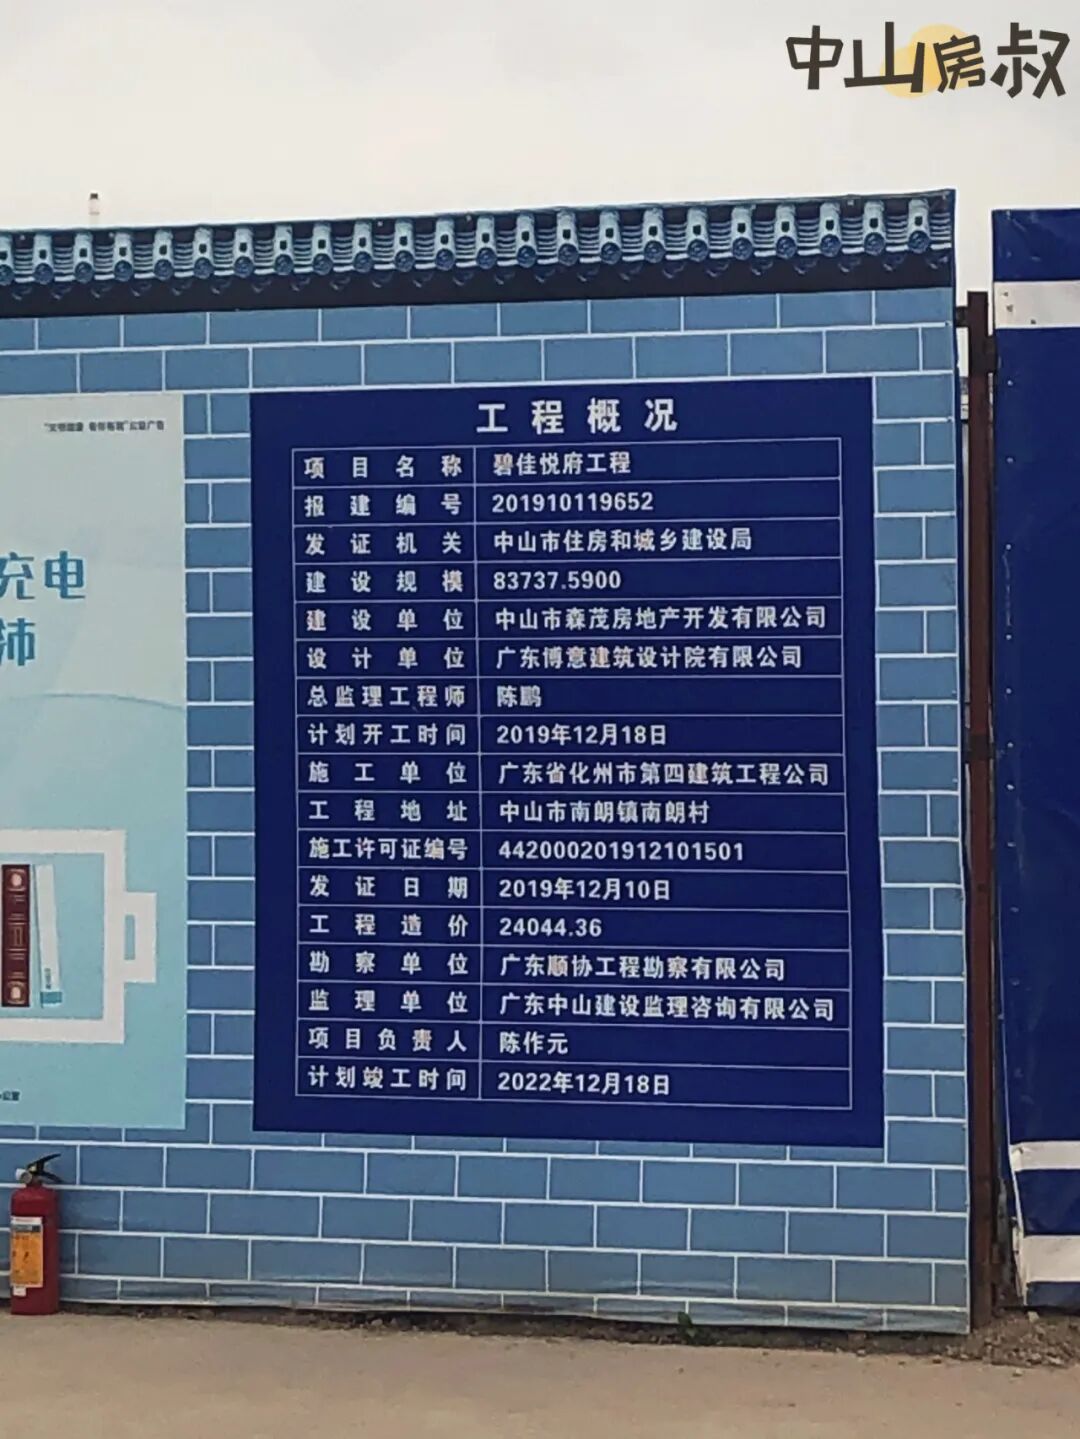 中山房叔
充电
工程概况
项目名称 碧佳悦府工程
报建编号 201910119652
发证机关 中山市住房和城乡建设局
建设规模 83737.5900
建设单位 中山市森茂房地产开发有限公司
设计单位 广东博意建筑设计院有限公司
总监理工程师 陈鹏
计划开工时间 2019年12月18日
施工单位 广东省化州市第四建筑工程公司
工程地址 中山市南朗镇南朗村
施工许可证编号 442000201912101501
发证日期 2019年12月10日
工程造价 24044.36
勘察单位 广东顺协工程勘察有限公司
监理单位 广东中山建设监理咨询有限公司
项目负责人 陈作元
计划竣工时间 2022年12月18日